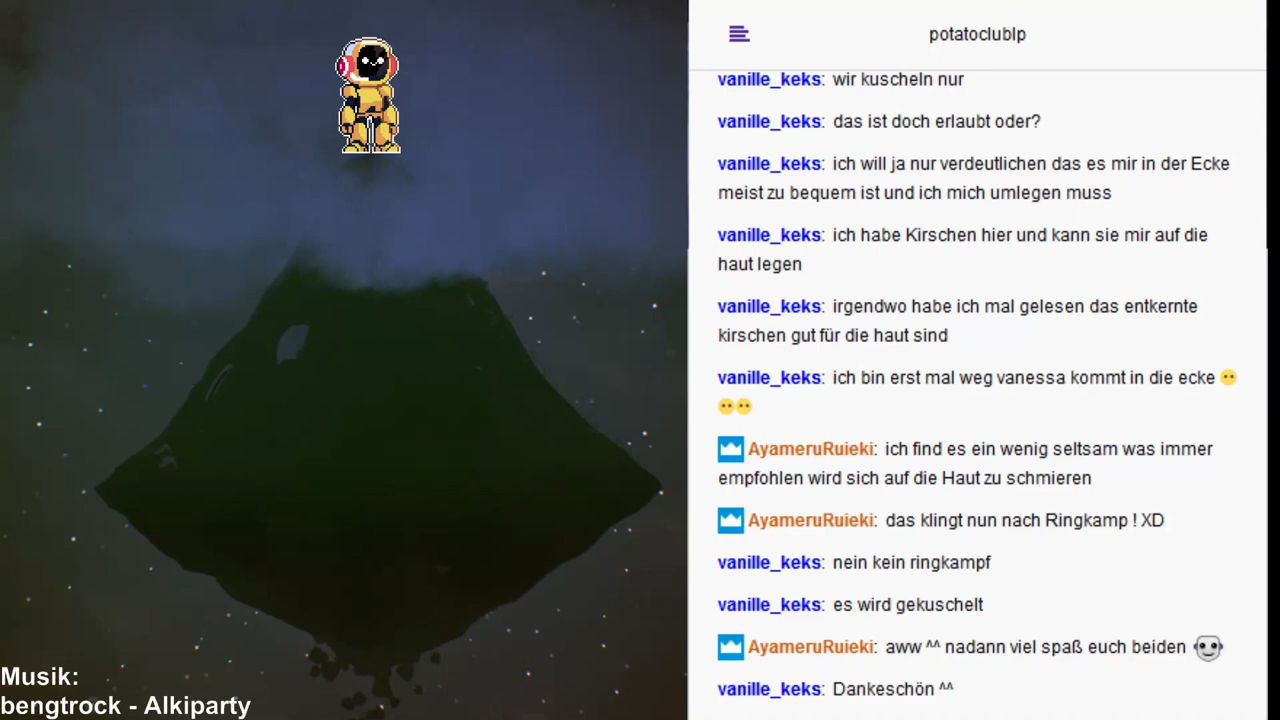 potatoclublp
vanille_keks: wir kuscheln nur
vanille_keks: das ist doch erlaubt oder?
vanille_keks: ich will ja nur verdeutlichen das es mir in der Ecke
meist zu bequem ist und ich mich umlegen muss
vanille_keks: ich habe Kirschen hier und kann sie mir auf die
haut legen
vanille_keks: irgendwo habe ich mal gelesen das entkernte
kirschen gut für die haut sind
vanille_keks: ich bin erst mal weg vanessa kommt in die ecke
AyameruRuieki: ich find es ein wenig seltsam was immer
empfohlen wird sich auf die Haut zu schmieren
AyameruRuieki: das klingt nun nach Ringkamp ! XD
vanille_keks: nein kein ringkampf
vanille_keks: es wird gekuschelt
AyameruRuieki: aww ^^ nadann viel spaß euch beiden
vanille_keks: Dankeschön ^^
Musik:
bengtrock - Alkiparty